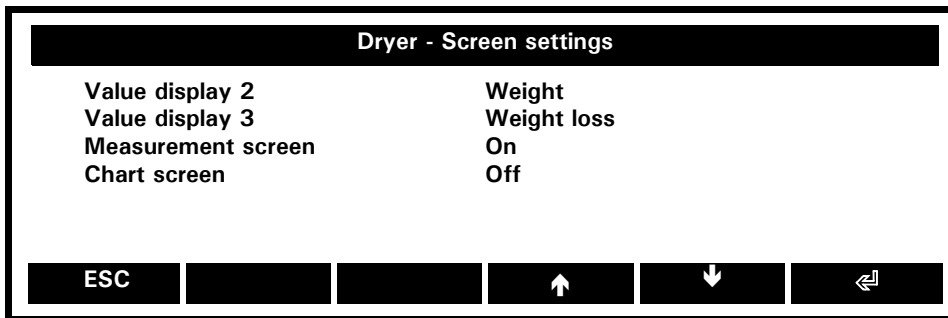 Dryer - Screen settings
Value display 2 Weight
Value display 3 Weight loss
Measurement screen On
Chart screen Off
ESC ↑ ↓ ⏎